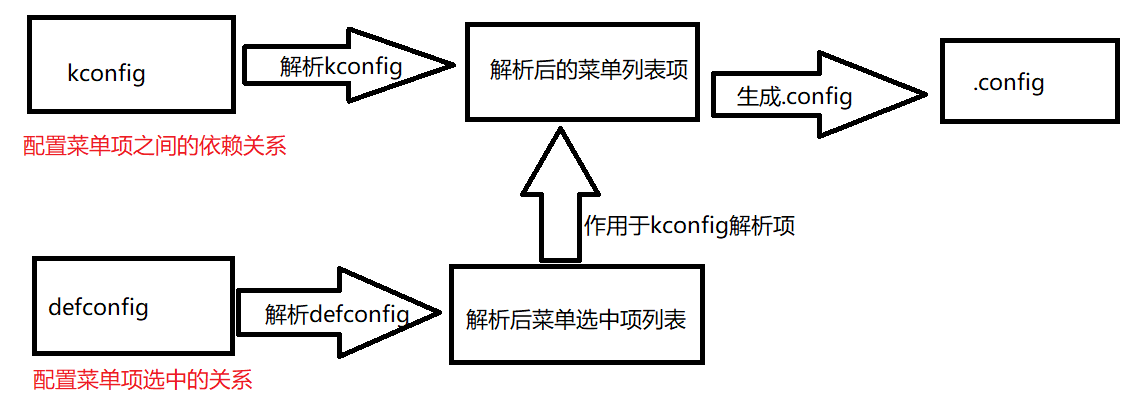 kconfig
解析kconfig
解析后的菜单列表项
生成.config
.config
配置菜单项之间的依赖关系
作用于kconfig解析项
defconfig
解析defconfig
解析后菜单选中项列表
配置菜单项选中的关系